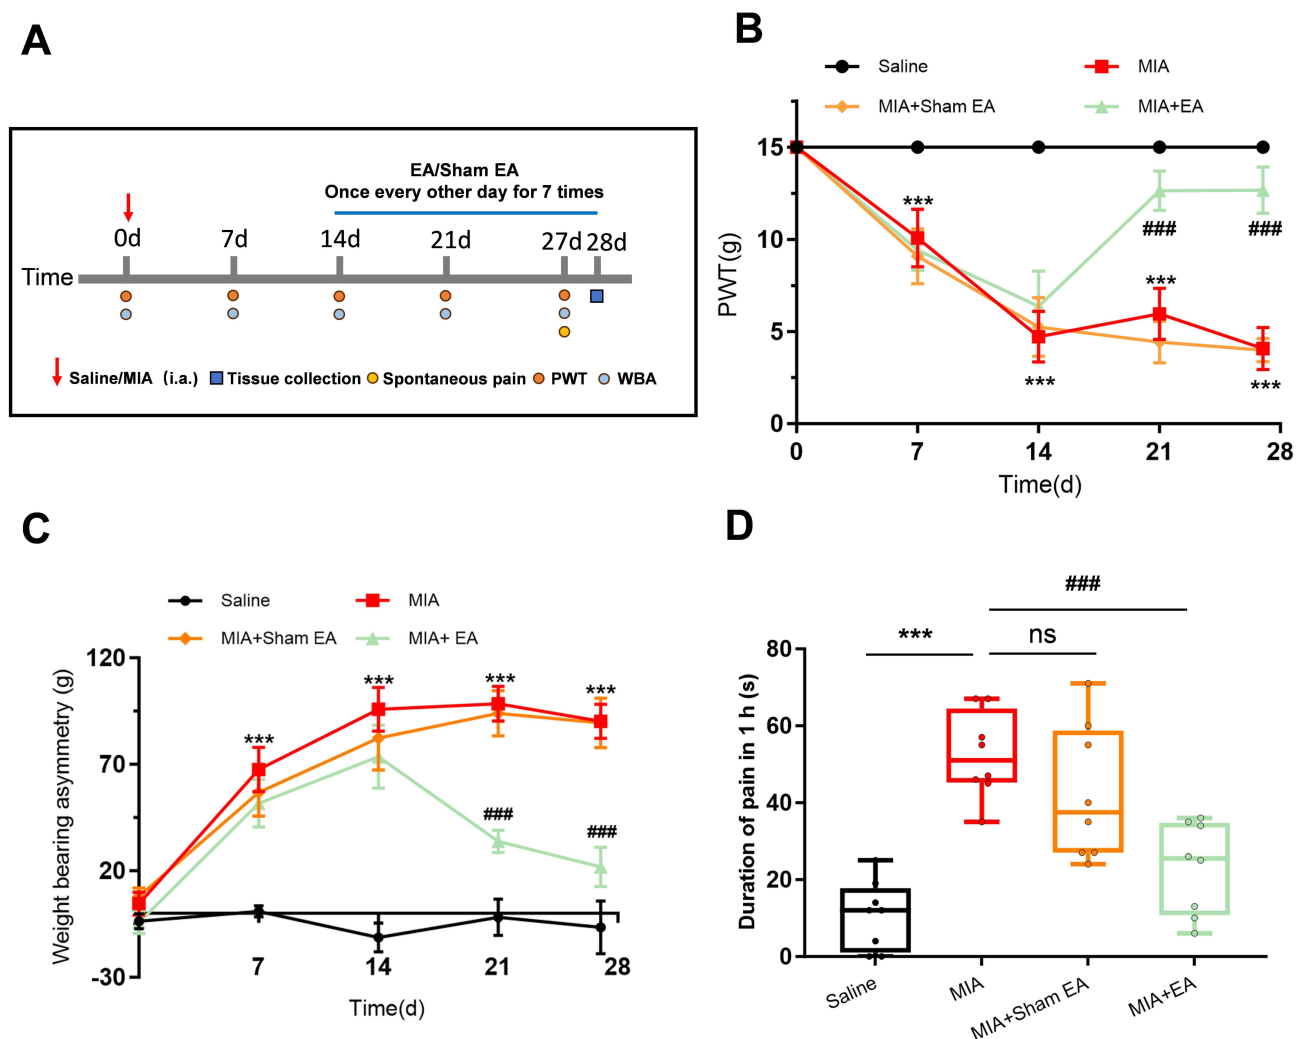 A
EA/Sham EA
Once every other day for 7 times
0d 7d 14d 21d 27d 28d
Time
Saline/MIA (i.a.) Tissue collection Spontaneous pain PWT WBA
B
Saline MIA
MIA+Sham EA MIA+EA
PWT(g)
15
10
5
0
***
***
***
***
###
###
0 7 14 21 28
Time(d)
C
Saline MIA
MIA+Sham EA MIA+ EA
Weight bearing asymmetry (g)
120
70
20
-30
***
***
***
***
###
###
7 14 21 28
Time(d)
D
###
*** ns
Duration of pain in 1 h (s)
80
60
40
20
0
Saline MIA MIA+Sham EA MIA+EA